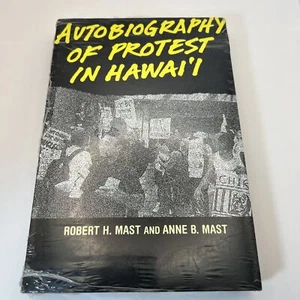 AUTOBIOGRAPHY
OF PROTEST
IN HAWAI'I
ROBERT H. MAST AND ANNE B. MAST